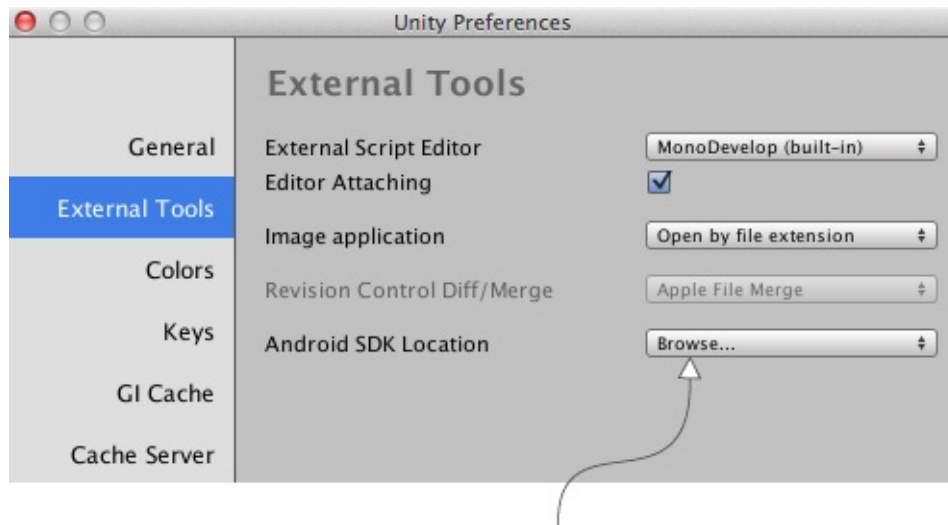 Unity Preferences
External Tools
General
External Script Editor MonoDevelop (built-in)
Editor Attaching
External Tools
Image application Open by file extension
Colors
Revision Control Diff/Merge Apple File Merge
Keys
Android SDK Location Browse...
GI Cache
Cache Server